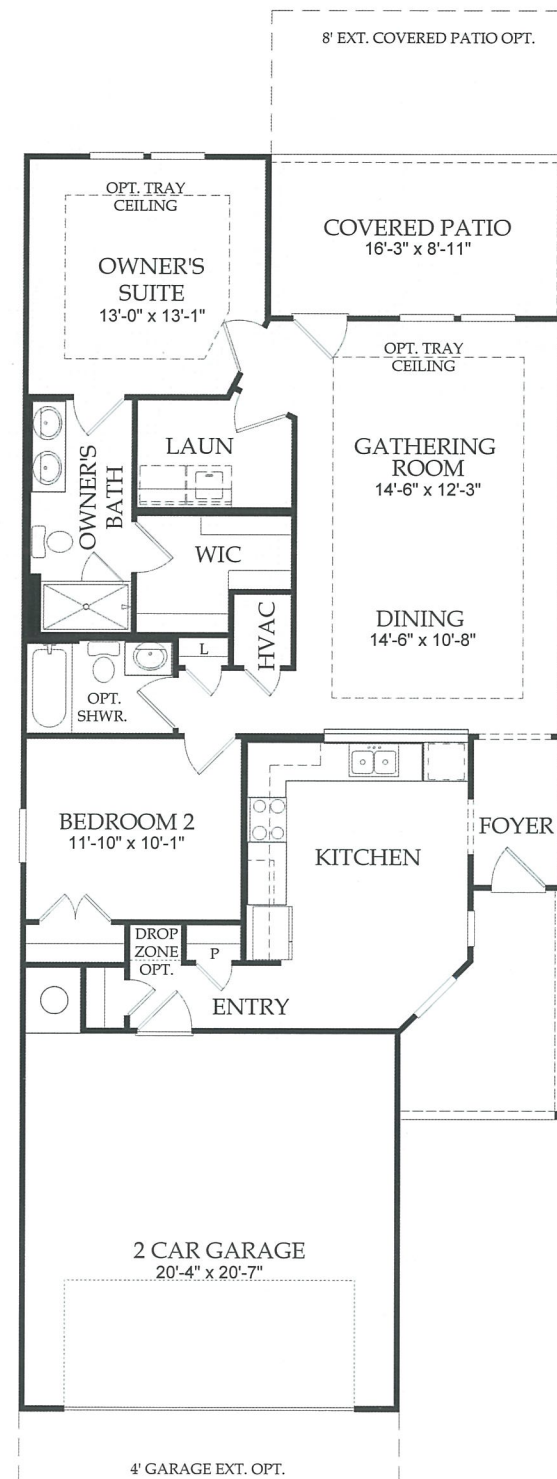 8' EXT. COVERED PATIO OPT.
OPT. TRAY
CEILING
COVERED PATIO
16'-3" x 8'-11"
OWNER'S
SUITE
13'-0" x 13'-1"
OPT. TRAY
CEILING
LAUN
GATHERING
ROOM
14'-6" x 12'-3"
OWNER'S
BATH
WIC
DINING
14'-6" x 10'-8"
HVAC
L
OPT.
SHWR.
BEDROOM 2
11'-10" x 10'-1"
FOYER
KITCHEN
DROP
ZONE
OPT.
P
ENTRY
2 CAR GARAGE
20'-4" x 20'-7"
4' GARAGE EXT. OPT.